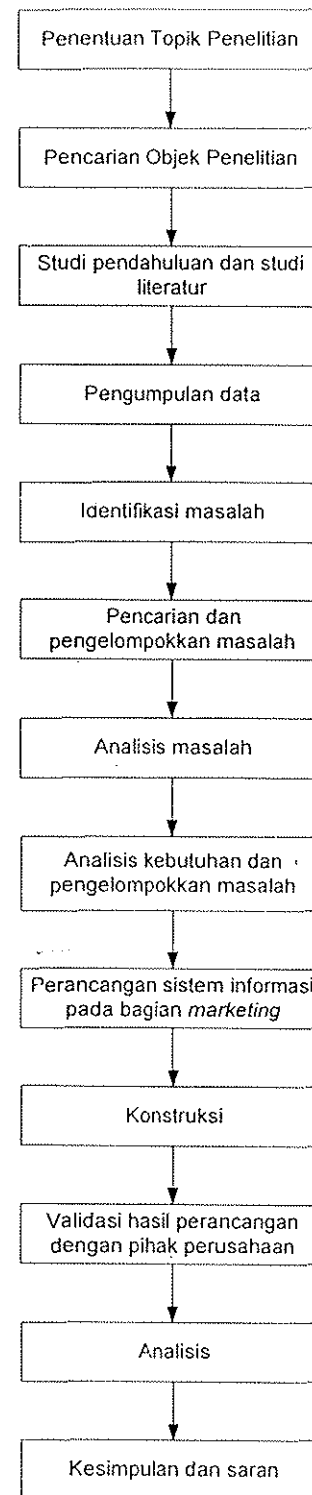 Penentuan Topik Penelitian
Pencarian Objek Penelitian
Studi pendahuluan dan studi
literatur
Pengumpulan data
Identifikasi masalah
Pencarian dan
pengelompokkan masalah
Analisis masalah
Analisis kebutuhan dan
pengelompokkan masalah
Perancangan sistem informasi
pada bagian marketing
Konstruksi
Validasi hasil perancangan
dengan pihak perusahaan
Analisis
Kesimpulan dan saran